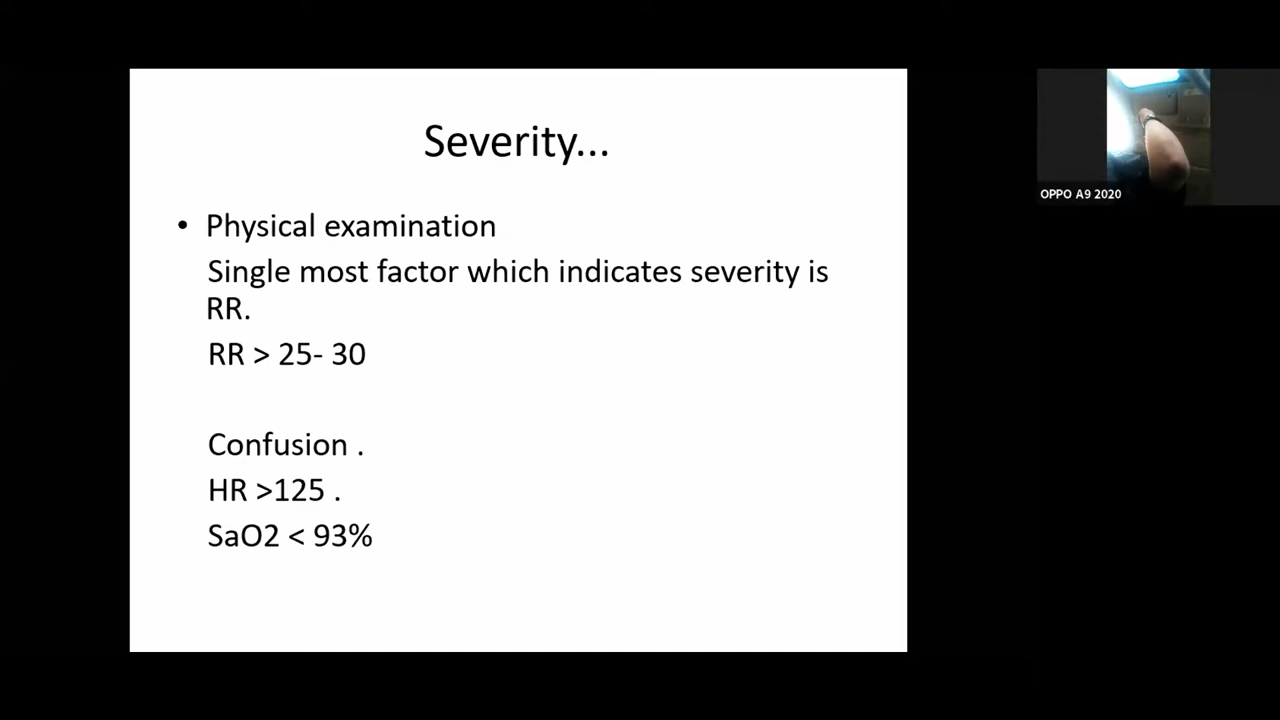 Severity...
• Physical examination
Single most factor which indicates severity is
RR.
RR > 25- 30
Confusion .
HR >125 .
SaO2 < 93%
OPPO A9 2020